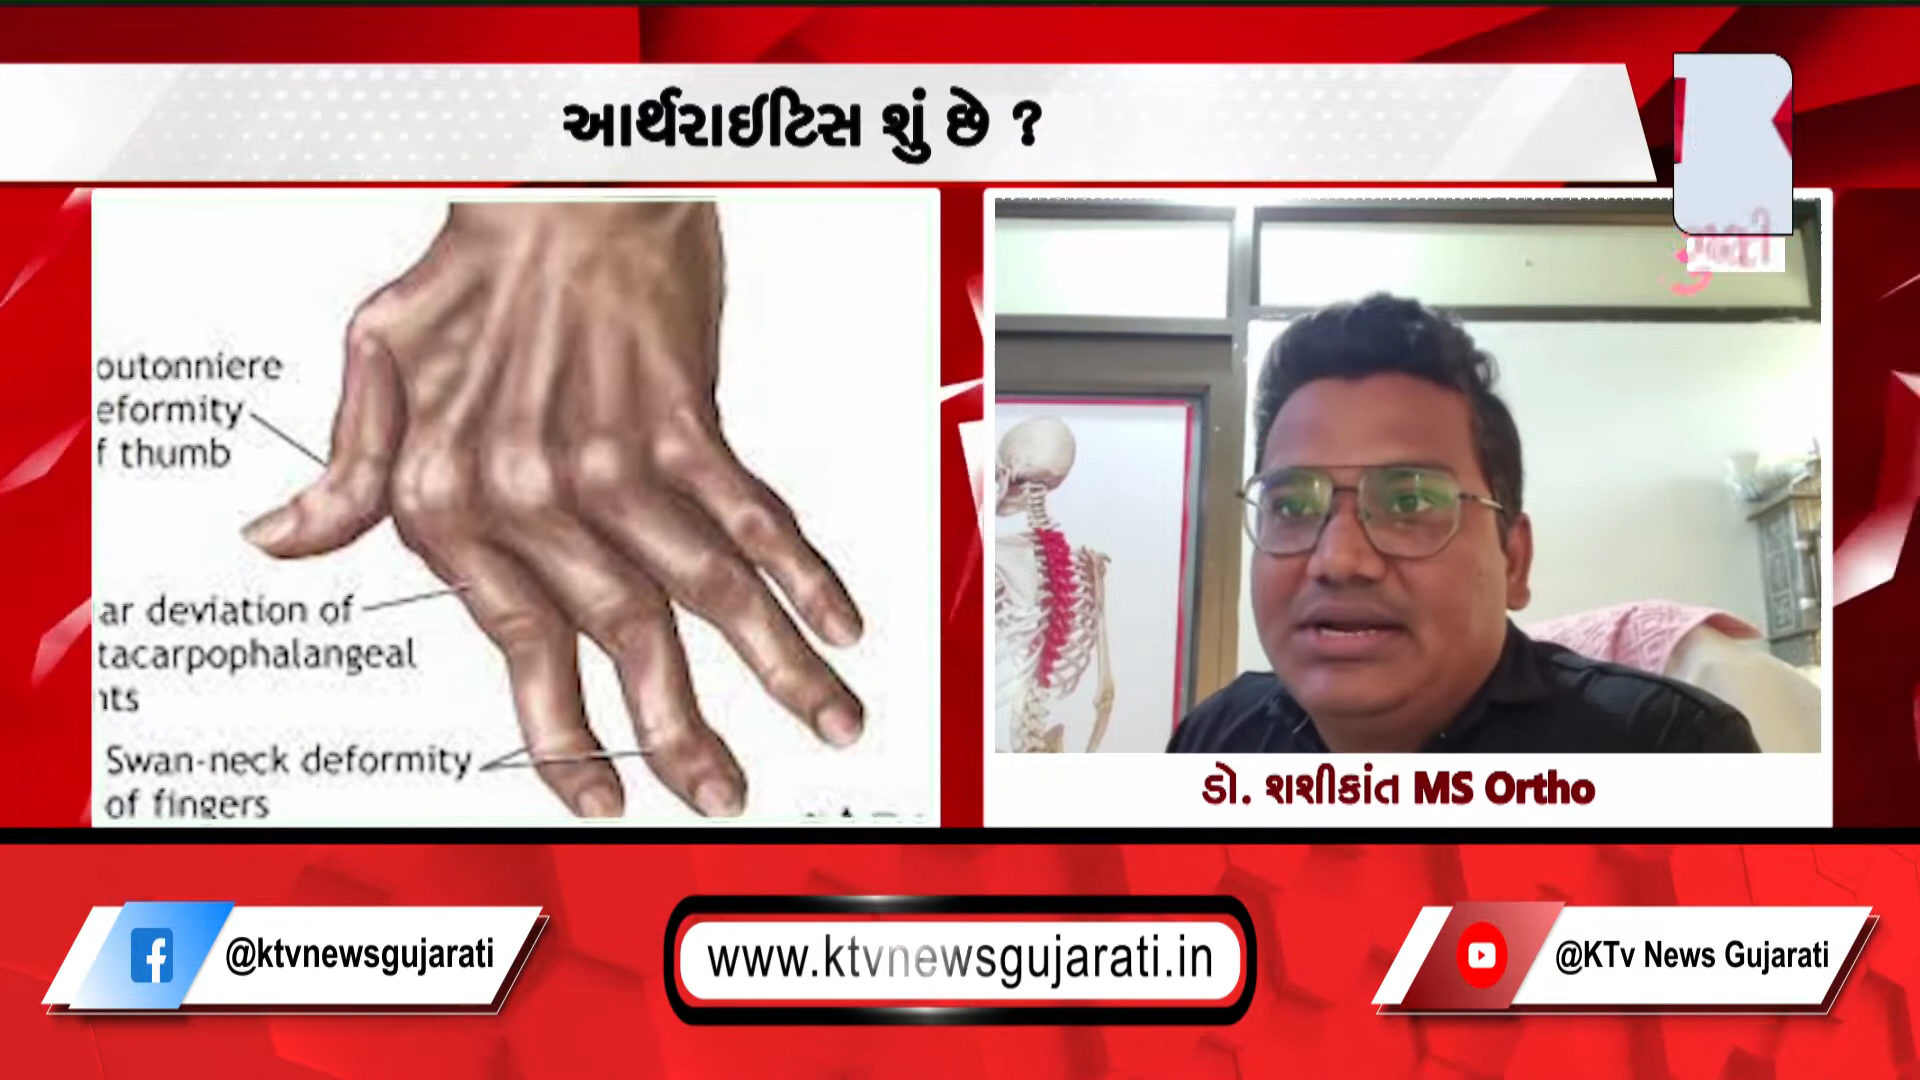 આર્થરાઈટિસ શું છે ?
outonniere
eformity
f thumb
ar deviation of
tacarpophalangeal
nts
Swan-neck deformity
of fingers
ડો. શશીકાંત MS Ortho
@ktvnewsgujarati
www.ktvnewsgujarati.in
@KTv News Gujarati